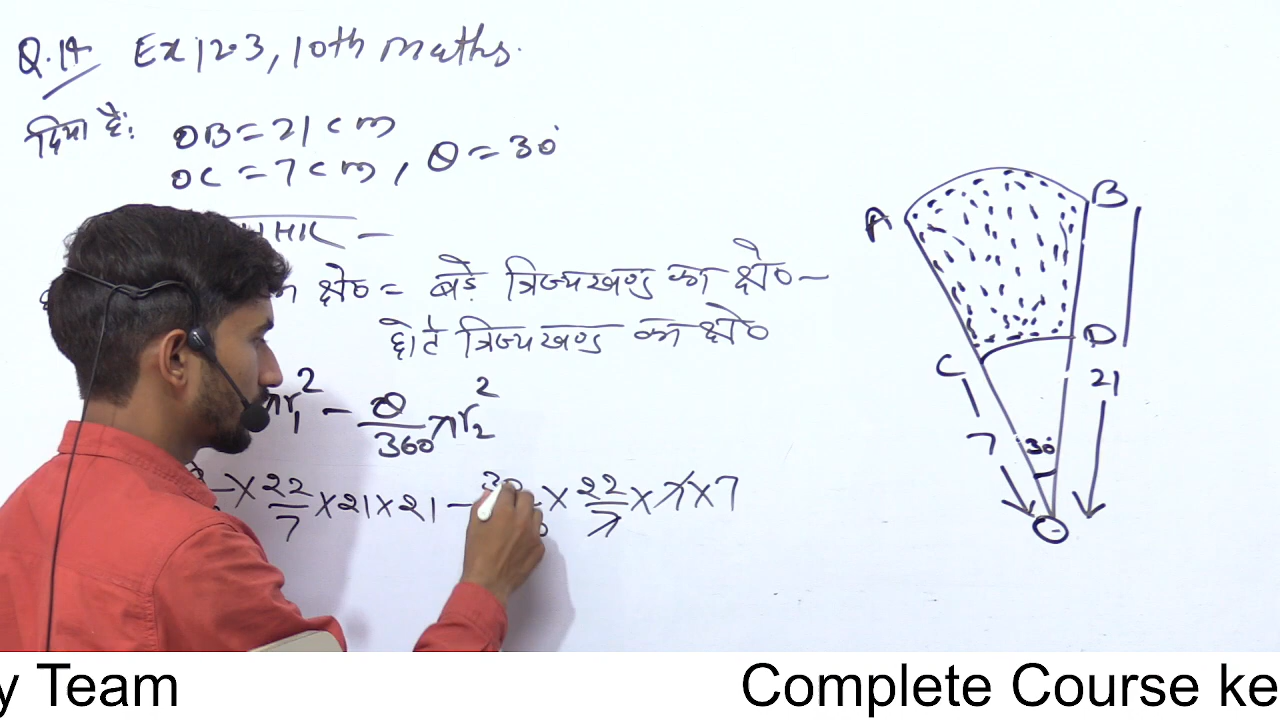 Q.14 Ex 12.3, 10th maths.
दिया है: OB = 21 cm
OC = 7 cm, θ = 30°
क्षे० = बड़े त्रिज्यखण्ड का क्षे० -
छोटे त्रिज्यखण्ड का क्षे०
πr₁² - θ/360 πr₂²
× 22/7 × 21 × 21 - × 22/7 × 7 × 7
A
B
C
D
21
7
30°
O
y Team
Complete Course ke